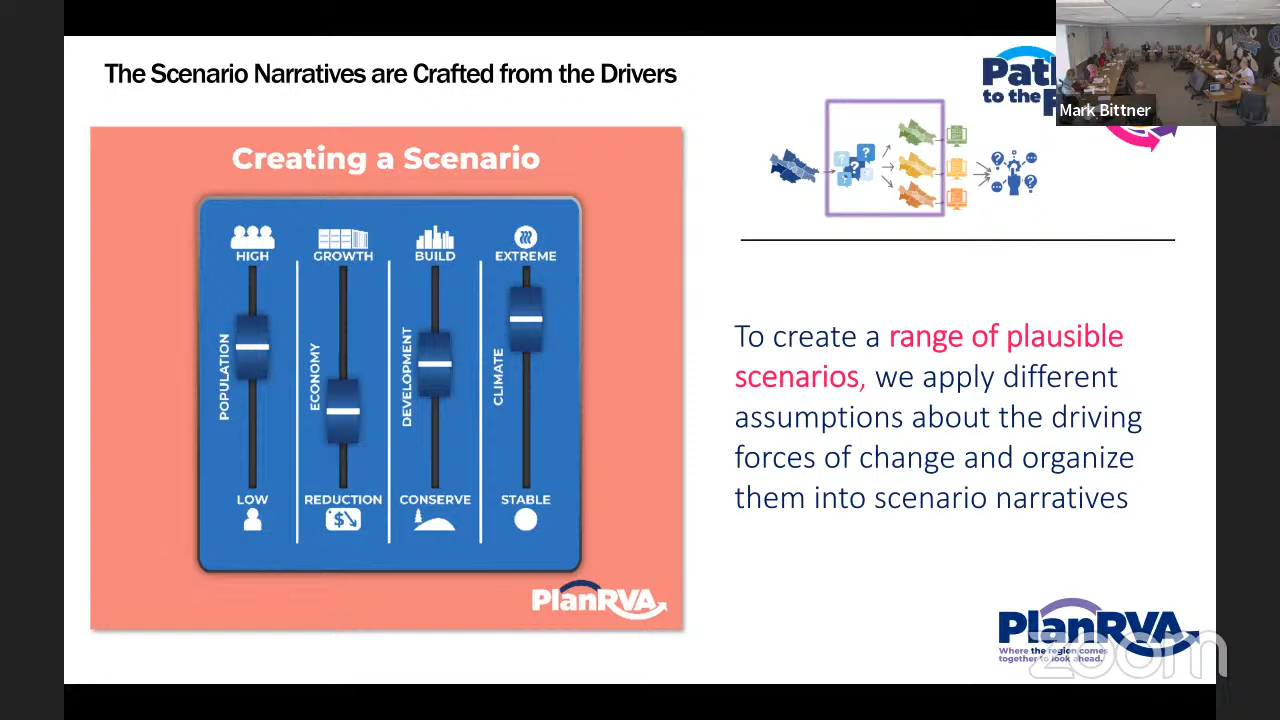 The Scenario Narratives are Crafted from the Drivers
Path
to the
Mark Bittner
Creating a Scenario
HIGH
GROWTH
BUILD
EXTREME
POPULATION
ECONOMY
DEVELOPMENT
CLIMATE
LOW
REDUCTION
CONSERVE
STABLE
$
PlanRVA
? ? ? ?
? ?
To create a range of plausible
scenarios, we apply different
assumptions about the driving
forces of change and organize
them into scenario narratives
PlanRVA
Where the region comes
together to look ahead.
zoom